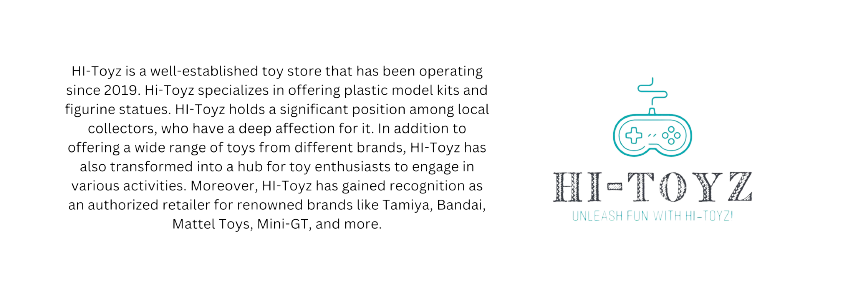 HI-Toyz is a well-established toy store that has been operating
since 2019. Hi-Toyz specializes in offering plastic model kits and
figurine statues. HI-Toyz holds a significant position among local
collectors, who have a deep affection for it. In addition to
offering a wide range of toys from different brands, HI-Toyz has
also transformed into a hub for toy enthusiasts to engage in
various activities. Moreover, HI-Toyz has gained recognition as
an authorized retailer for renowned brands like Tamiya, Bandai,
Mattel Toys, Mini-GT, and more.
HI-TOYZ
UNLEASH FUN WITH HI-TOYZ!